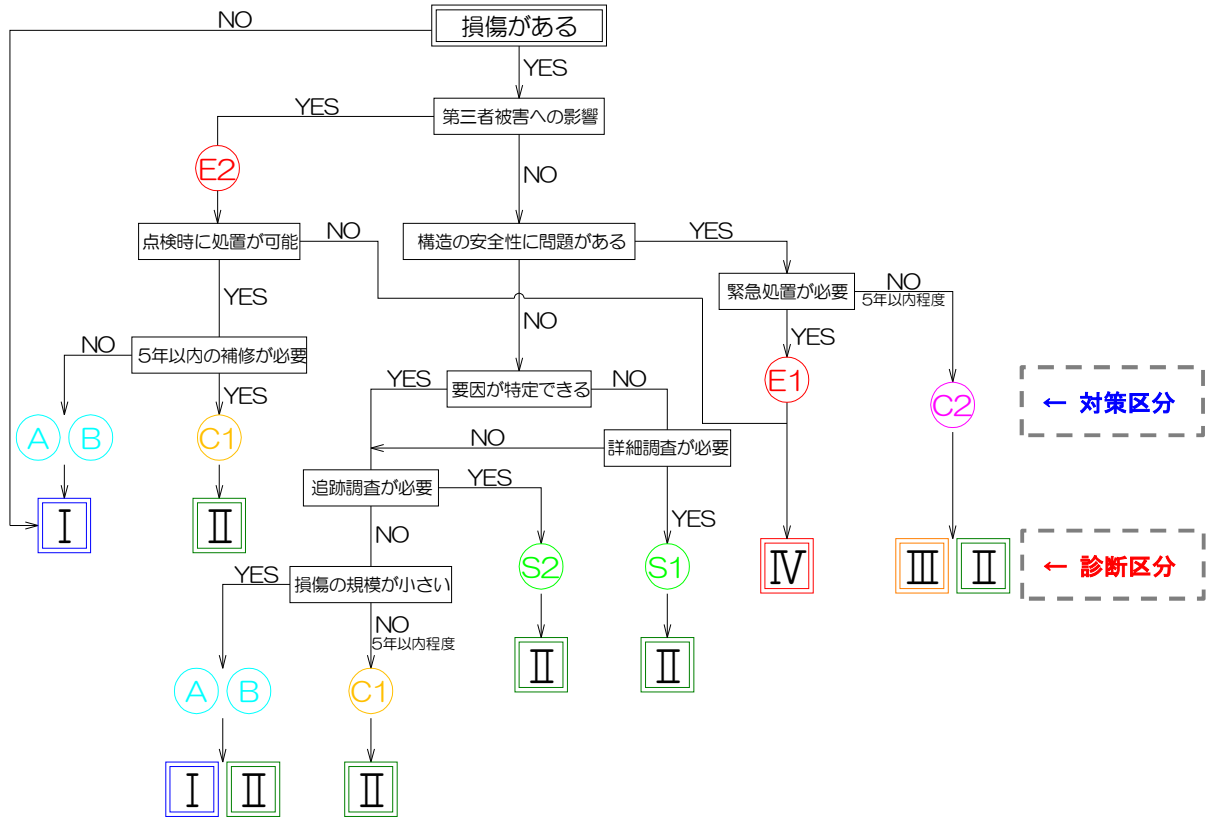 NO
損傷がある
YES
YES
第三者被害への影響
E2
NO
点検時に処置が可能
NO
構造の安全性に問題がある
YES
YES
緊急処置が必要
NO
5年以内程度
NO
YES
NO
5年以内の補修が必要
YES
要因が特定できる
NO
E1
C2
← 対策区分
YES
A B
C1
NO
詳細調査が必要
追跡調査が必要
YES
YES
Ⅰ
Ⅱ
NO
YES
損傷の規模が小さい
S2
S1
Ⅳ
Ⅲ Ⅱ
← 診断区分
NO
5年以内程度
Ⅱ
Ⅱ
A B
C1
Ⅰ Ⅱ
Ⅱ